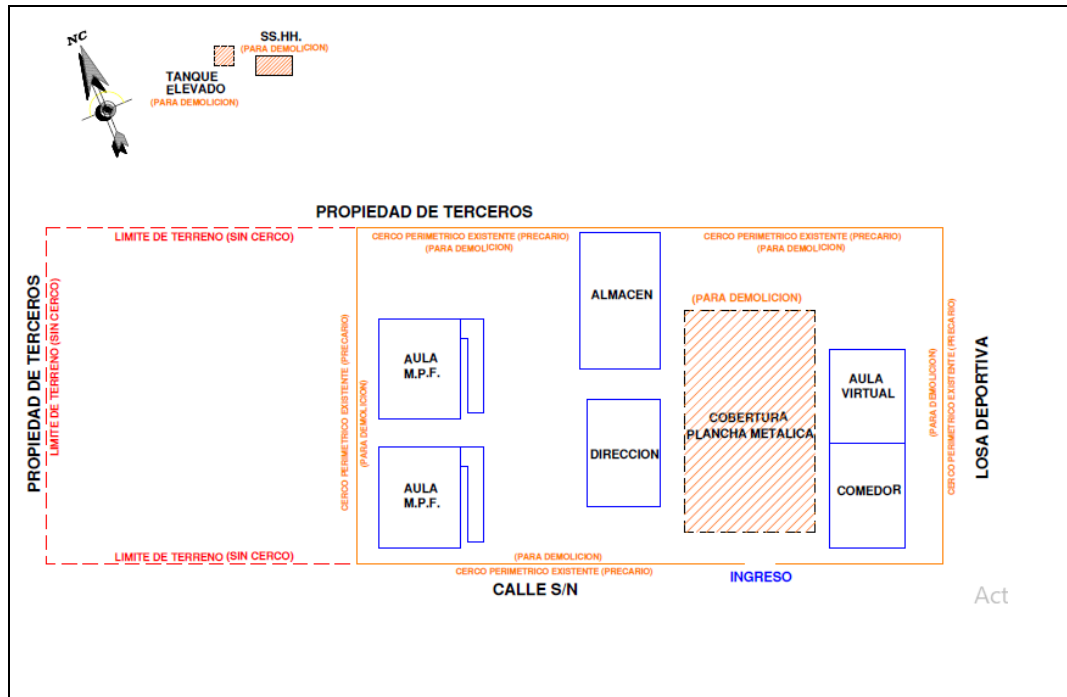 NC
SS.HH.
(PARA DEMOLICION)
TANQUE
ELEVADO
(PARA DEMOLICION)
PROPIEDAD DE TERCEROS
LIMITE DE TERRENO (SIN CERCO)
CERCO PERIMETRICO EXISTENTE (PRECARIO)
(PARA DEMOLICION)
CERCO PERIMETRICO EXISTENTE (PRECARIO)
(PARA DEMOLICION)
PROPIEDAD DE TERCEROS
LIMITE DE TERRENO (SIN CERCO)
CERCO PERIMETRICO EXISTENTE (PRECARIO)
(PARA DEMOLICION)
AULA
M.P.F.
AULA
M.P.F.
ALMACEN
DIRECCION
(PARA DEMOLICION)
COBERTURA
PLANCHA METALICA
AULA
VIRTUAL
COMEDOR
(PARA DEMOLICION)
CERCO PERIMETRICO EXISTENTE (PRECARIO)
LOSA DEPORTIVA
LIMITE DE TERRENO (SIN CERCO)
(PARA DEMOLICION)
CERCO PERIMETRICO EXISTENTE (PRECARIO)
CALLE S/N
INGRESO
Act